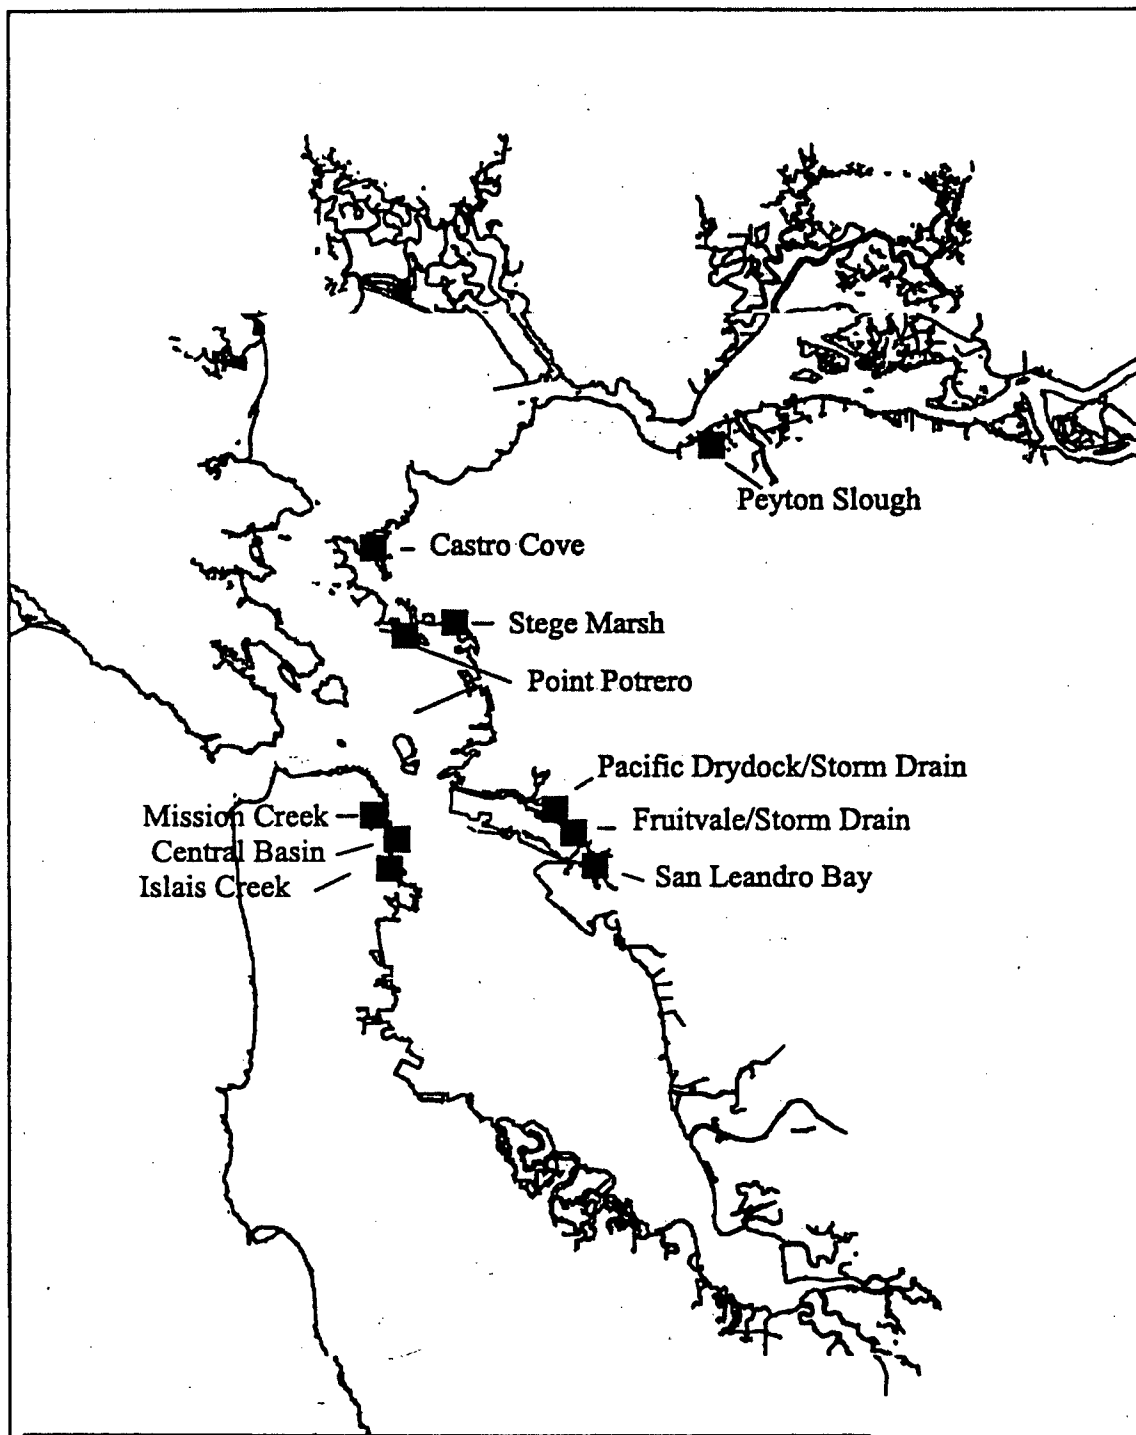 Peyton Slough
Castro Cove
Stege Marsh
Point Potrero
Pacific Drydock/Storm Drain
Mission Creek
Fruitvale/Storm Drain
Central Basin
San Leandro Bay
Islais Creek